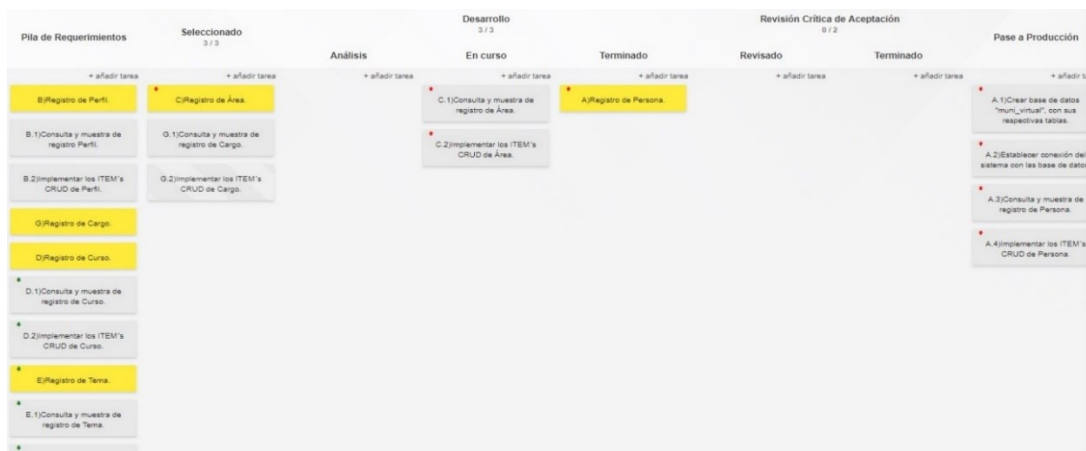 Pila de Requerimientos
Seleccionado
3 / 3
Desarrollo
3 / 3
Análisis
En curso
Terminado
Revisión Crítica de Aceptación
0 / 2
Revisado
Terminado
Pase a Producción
+ añadir tarea
+ añadir tarea
+ añadir tarea
+ añadir tarea
+ añadir tarea
+ añadir tarea
+ añadir tarea
+ añadir ta
B)Registro de Perfil.
B.1)Consulta y muestra de
registro Perfil.
B.2)Implementar los ITEM's
CRUD de Perfil.
G)Registro de Cargo.
D)Registro de Curso.
D.1)Consulta y muestra de
registro de Curso.
D.2)Implementar los ITEM's
CRUD de Curso.
E)Registro de Tema.
E.1)Consulta y muestra de
registro de Tema.
C)Registro de Área.
G.1)Consulta y muestra de
registro de Cargo.
G.2)Implementar los ITEM's
CRUD de Cargo.
C.1)Consulta y muestra de
registro de Área.
C.2)Implementar los ITEM's
CRUD de Área.
A)Registro de Persona.
A.1)Crear base de datos
"muni_virtual", con sus
respectivas tablas.
A.2)Establecer conexión del
sistema con las base de datos
A.3)Consulta y muestra de
registro de Persona.
A.4)Implementar los ITEM's
CRUD de Persona.